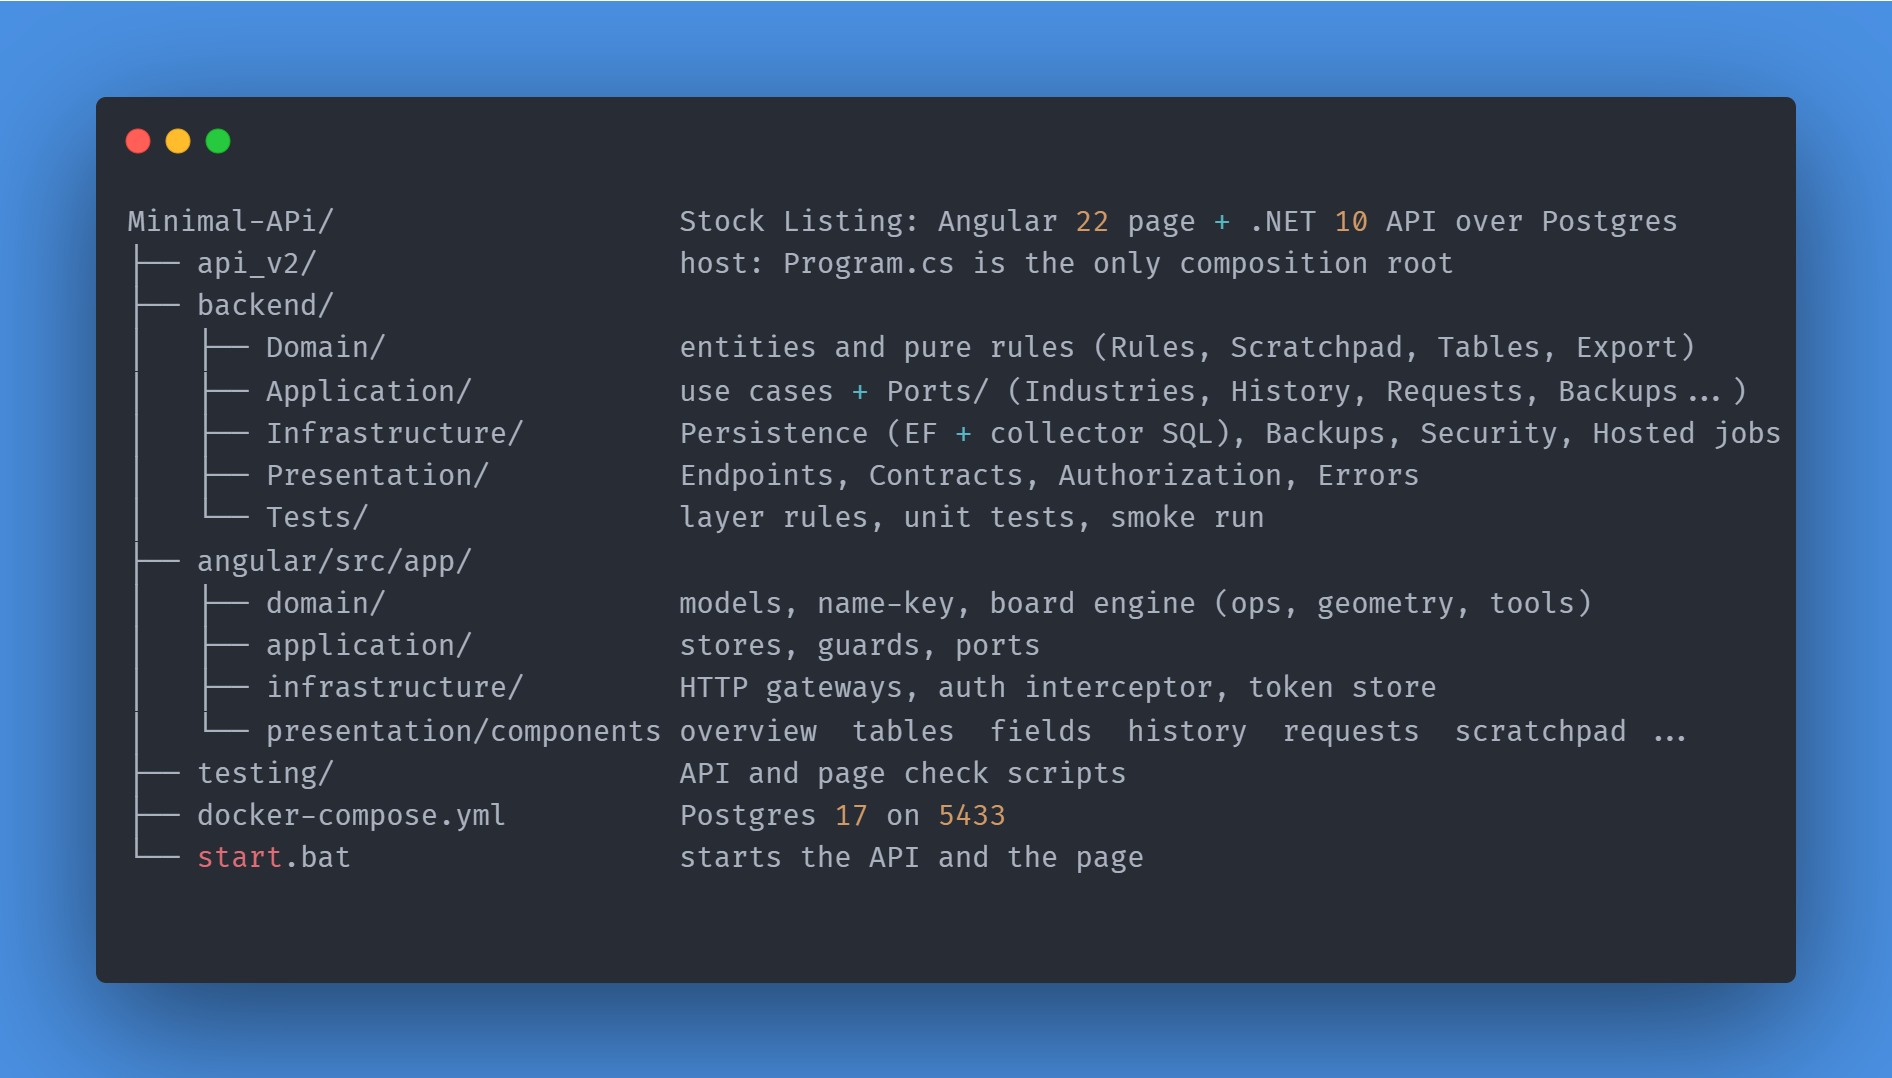 Minimal-APi/                    Stock Listing: Angular 22 page + .NET 10 API over Postgres
├── api_v2/                     host: Program.cs is the only composition root
├── backend/
│   ├── Domain/                 entities and pure rules (Rules, Scratchpad, Tables, Export)
│   ├── Application/            use cases + Ports/ (Industries, History, Requests, Backups...)
│   ├── Infrastructure/         Persistence (EF + collector SQL), Backups, Security, Hosted jobs
│   ├── Presentation/           Endpoints, Contracts, Authorization, Errors
│   └── Tests/                  layer rules, unit tests, smoke run
├── angular/src/app/
│   ├── domain/                 models, name-key, board engine (ops, geometry, tools)
│   ├── application/            stores, guards, ports
│   ├── infrastructure/         HTTP gateways, auth interceptor, token store
│   └── presentation/components overview  tables  fields  history  requests  scratchpad ...
├── testing/                    API and page check scripts
├── docker-compose.yml          Postgres 17 on 5433
└── start.bat                   starts the API and the page